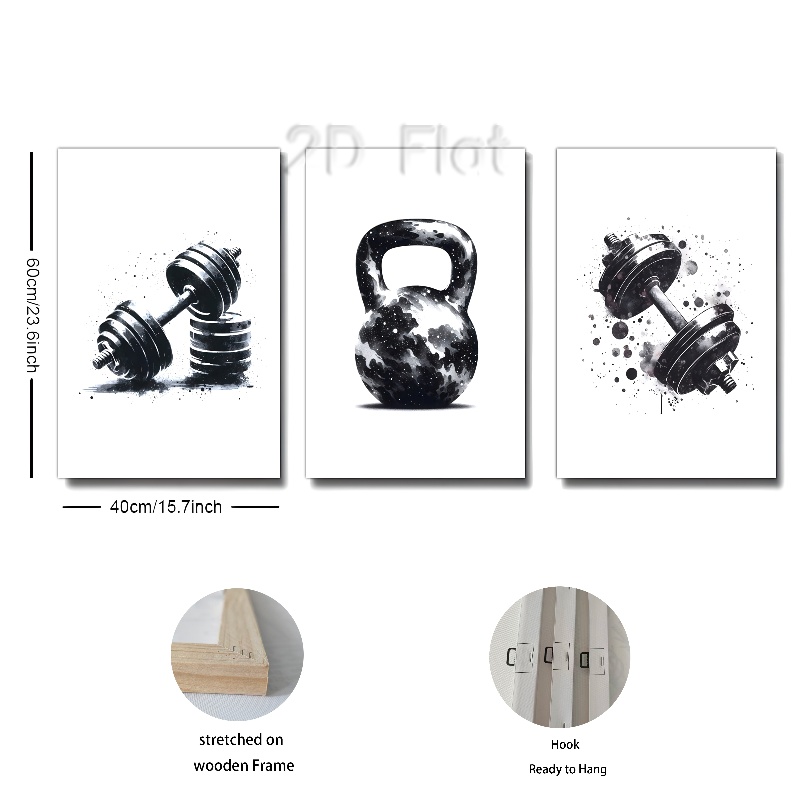 2D Flat
60cm/23.6inch
40cm/15.7inch
stretched on
wooden Frame
Hook
Ready to Hang